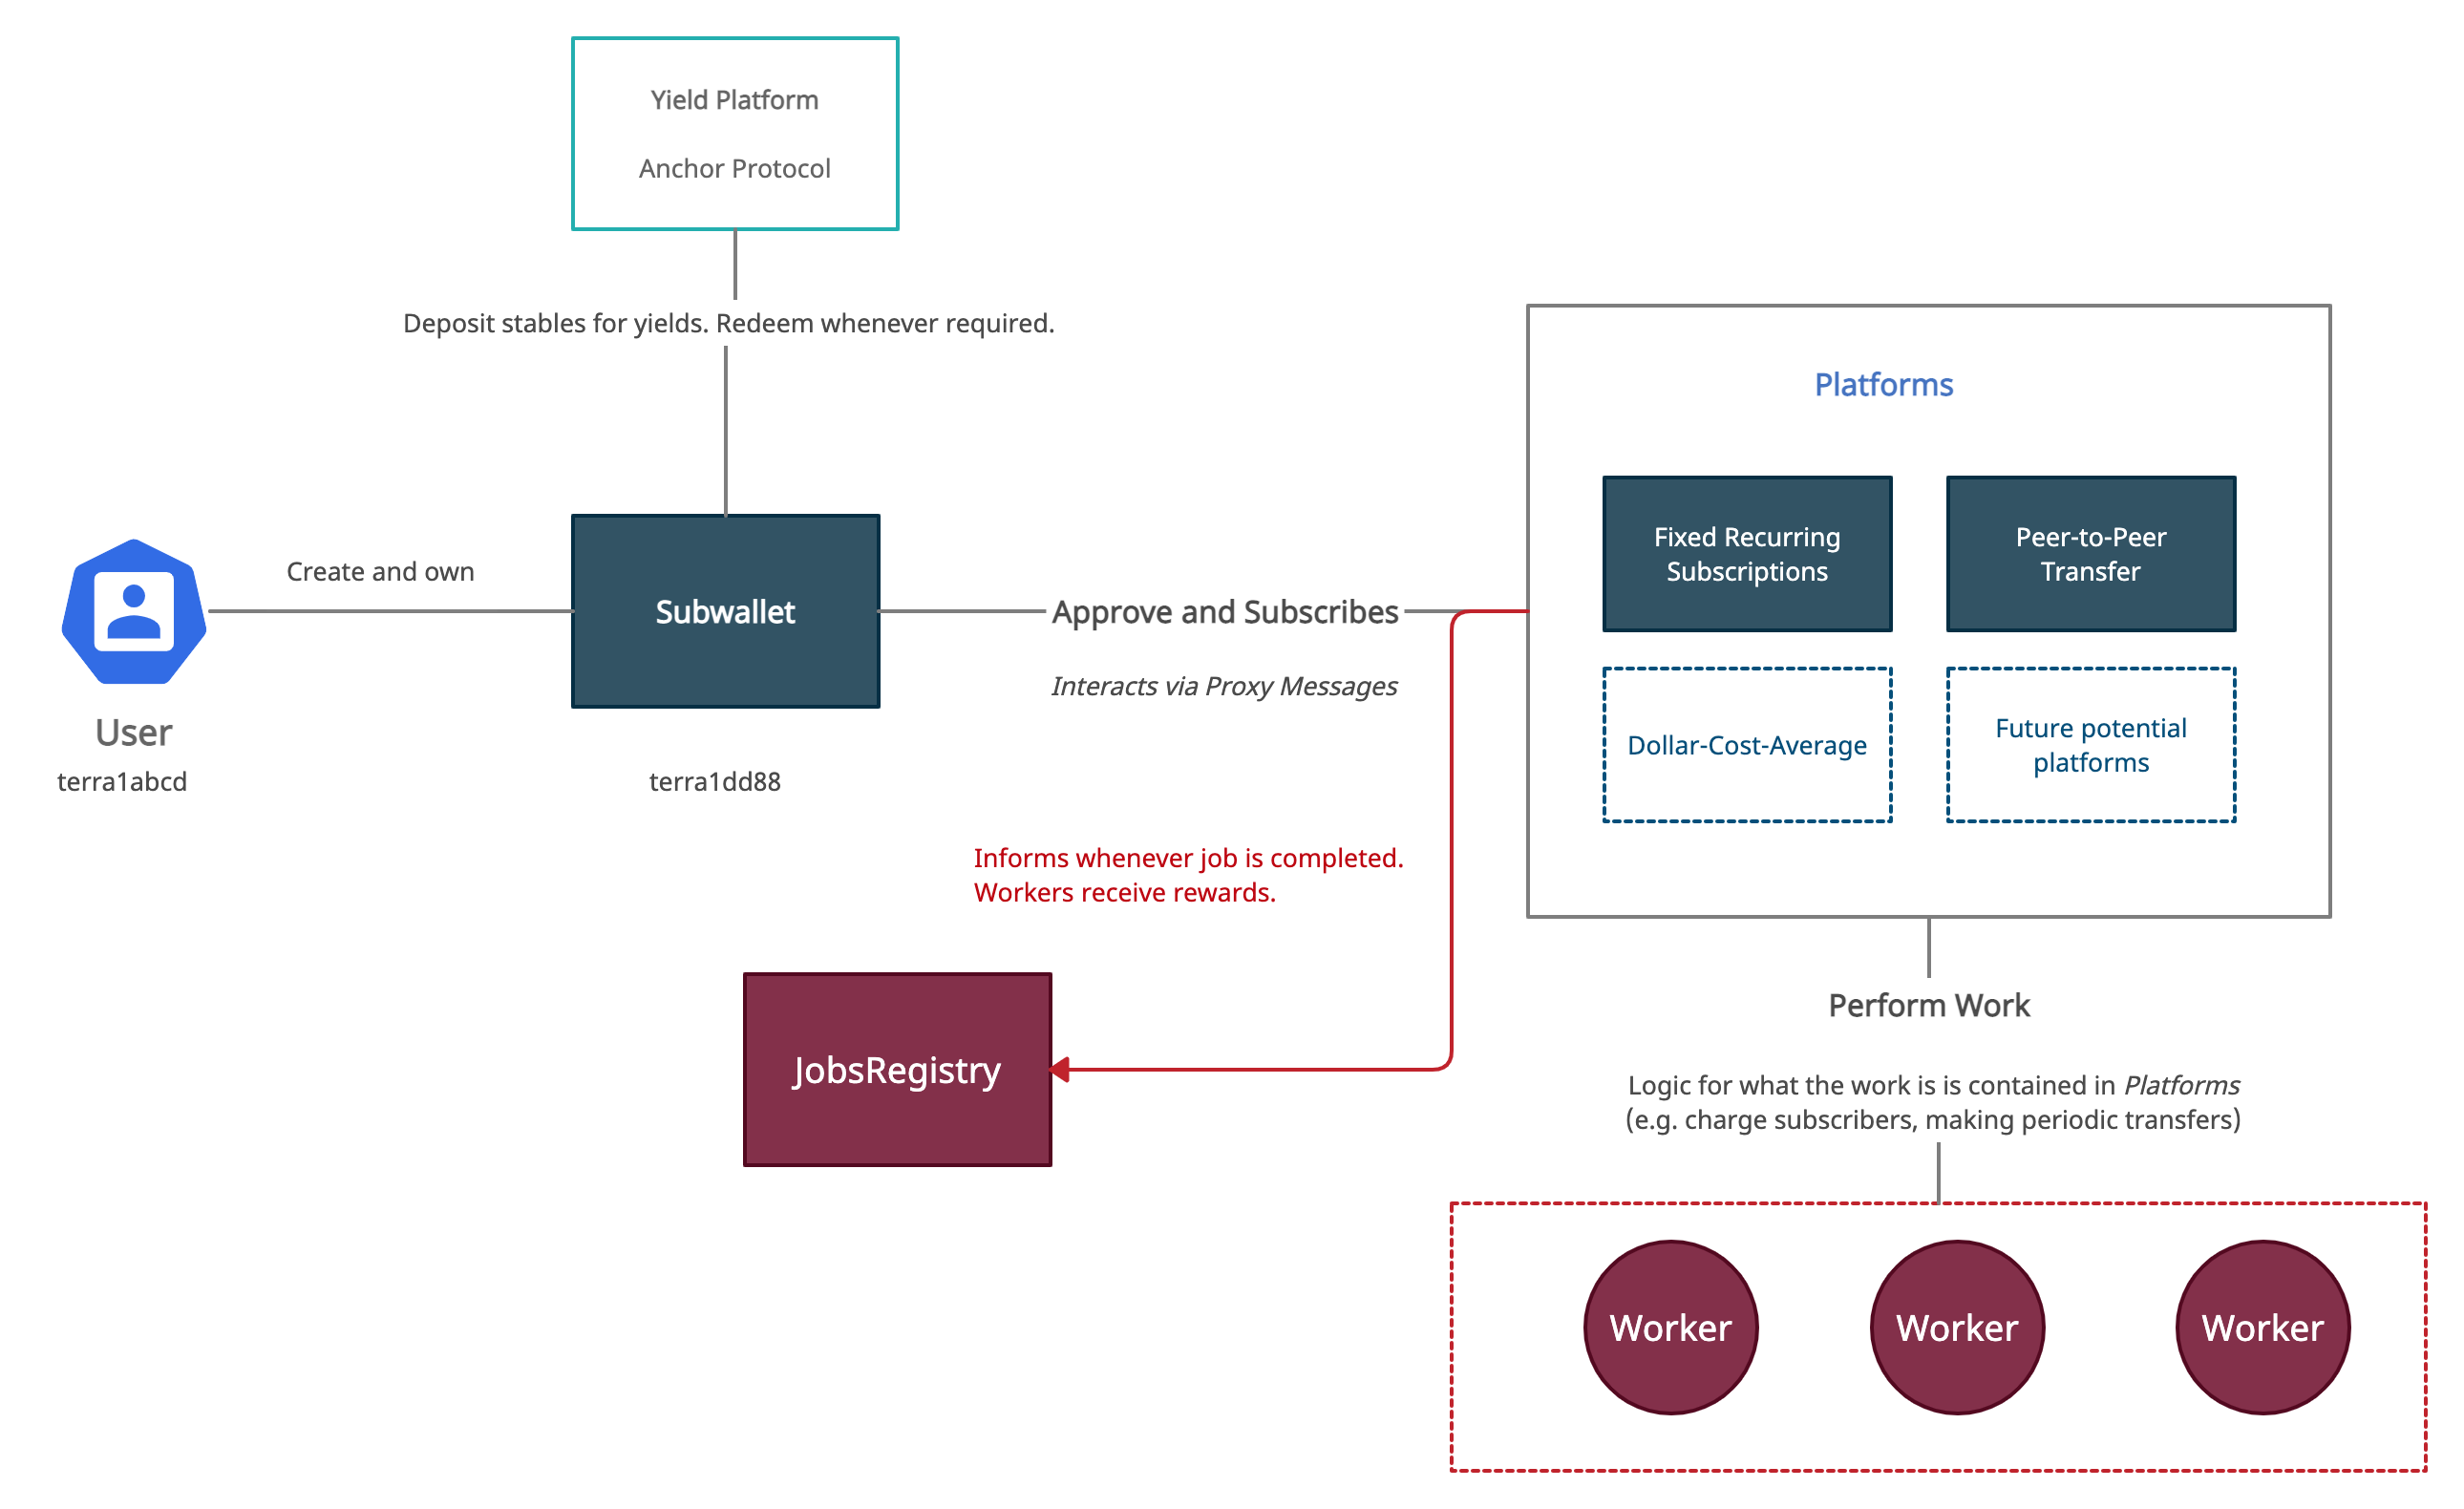 Yield Platform
Anchor Protocol
Deposit stables for yields. Redeem whenever required.
Platforms
Fixed Recurring
Subscriptions
Peer-to-Peer
Transfer
Create and own
Subwallet
Approve and Subscribes
Interacts via Proxy Messages
Dollar-Cost-Average
Future potential
platforms
User
terra1abcd
terra1dd88
Informs whenever job is completed.
Workers receive rewards.
JobsRegistry
Perform Work
Logic for what the work is is contained in Platforms
(e.g. charge subscribers, making periodic transfers)
Worker
Worker
Worker